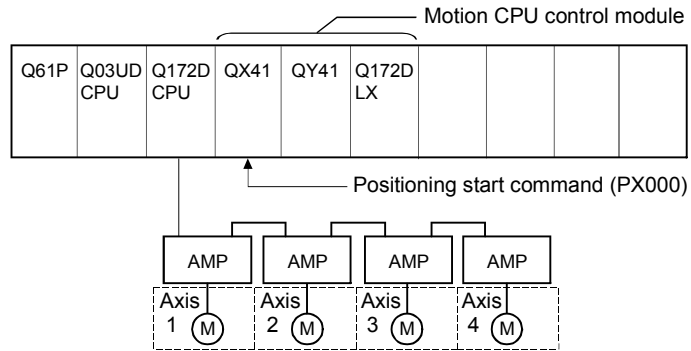 Motion CPU control module
Q61P Q03UD Q172D QX41 QY41 Q172D
CPU CPU LX
Positioning start command (PX000)
AMP AMP AMP AMP
Axis Axis Axis Axis
1 M 2 M 3 M 4 M